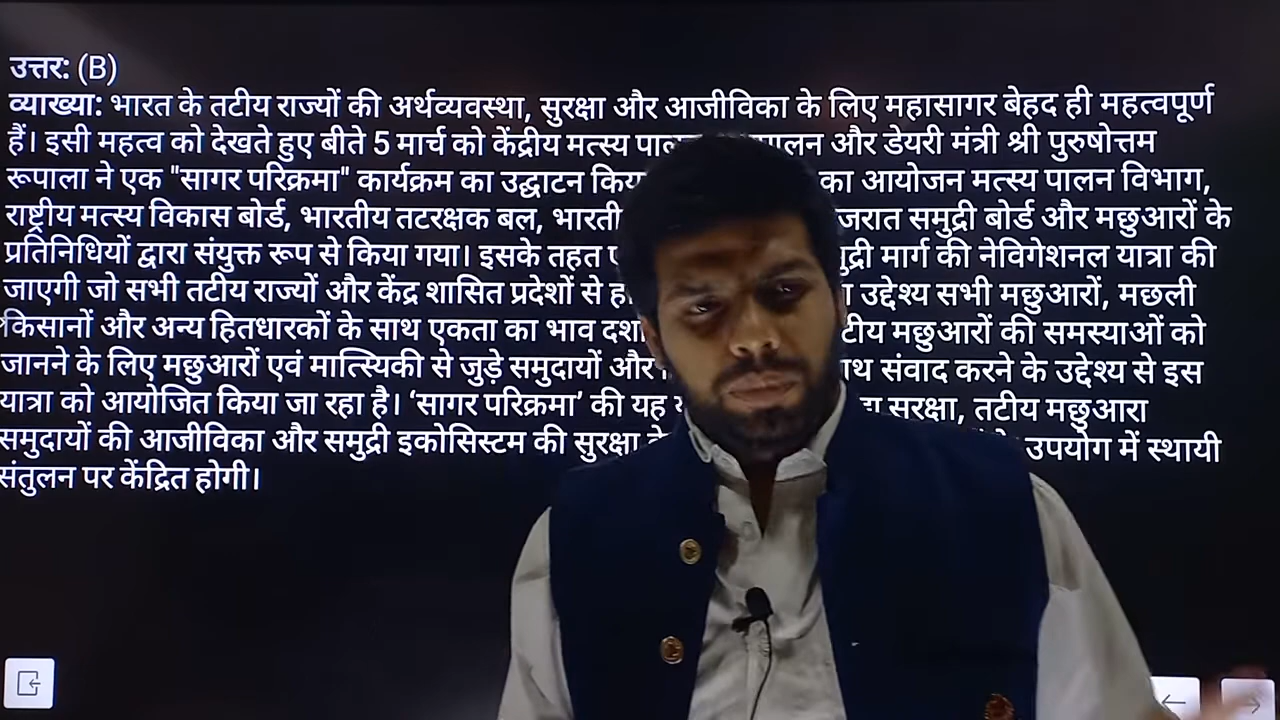 उत्तर: (B)
व्याख्या: भारत के तटीय राज्यों की अर्थव्यवस्था, सुरक्षा और आजीविका के लिए महासागर बेहद ही महत्वपूर्ण
हैं। इसी महत्व को देखते हुए बीते 5 मार्च को केंद्रीय मत्स्य और डेयरी मंत्री श्री पुरुषोत्तम
रूपाला ने एक "सागर परिक्रमा" कार्यक्रम का उद्घाटन का आयोजन मत्स्य पालन विभाग,
राष्ट्रीय मत्स्य विकास बोर्ड, भारतीय तटरक्षक बल, समुद्री बोर्ड और मछुआरों के
प्रतिनिधियों द्वारा संयुक्त रूप से किया गया। इसके तहत मार्ग की नेविगेशनल यात्रा की
जाएगी जो सभी तटीय राज्यों और केंद्र शासित प्रदेशों से उद्देश्य सभी मछुआरों, मछली
किसानों और अन्य हितधारकों के साथ एकता का भाव मछुआरों की समस्याओं को
जानने के लिए मछुआरों एवं मात्स्यिकी से जुड़े समुदायों और संवाद करने के उद्देश्य से इस
यात्रा को आयोजित किया जा रहा है। ‘सागर परिक्रमा’ की यह तटीय मछुआरा
समुदायों की आजीविका और समुद्री इकोसिस्टम की सुरक्षा उपयोग में स्थायी
संतुलन पर केंद्रित होगी।